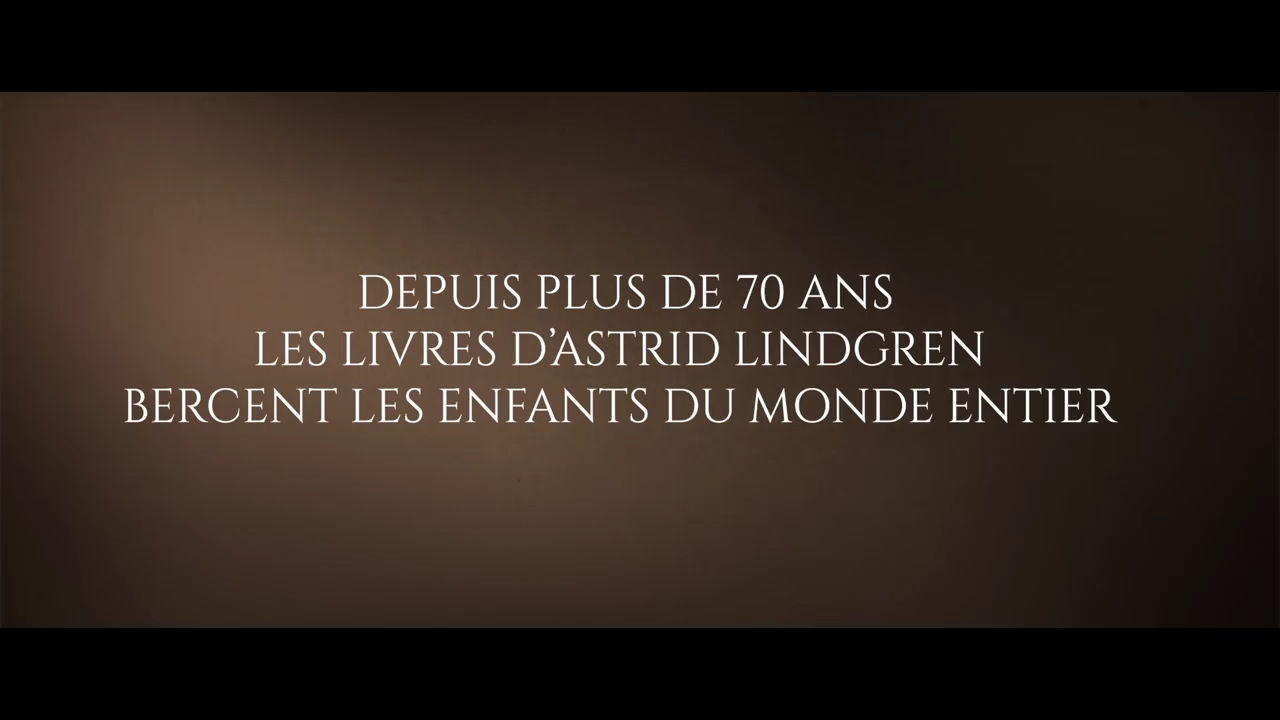 DEPUIS PLUS DE 70 ANS
LES LIVRES D’ASTRID LINDGREN
BERCENT LES ENFANTS DU MONDE ENTIER